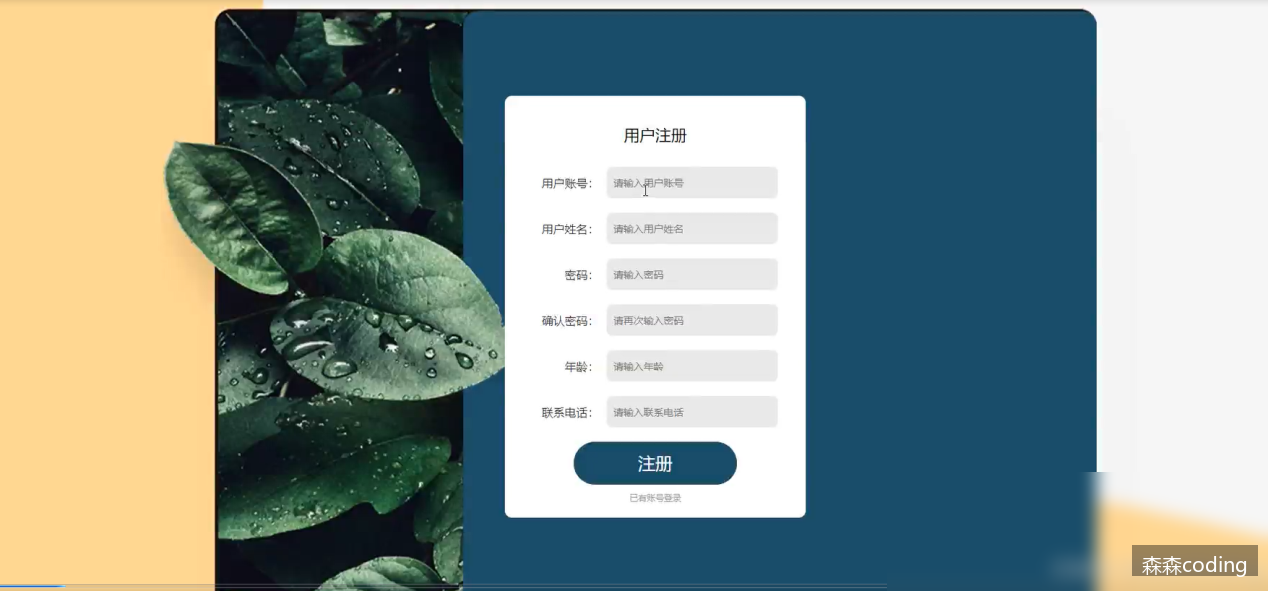 用户注册
用户账号： 请输入用户账号
用户姓名： 请输入用户姓名
密码： 请输入密码
确认密码： 请再次输入密码
年龄： 请输入年龄
联系电话： 请输入联系电话
注册
已有账号登录
森森coding